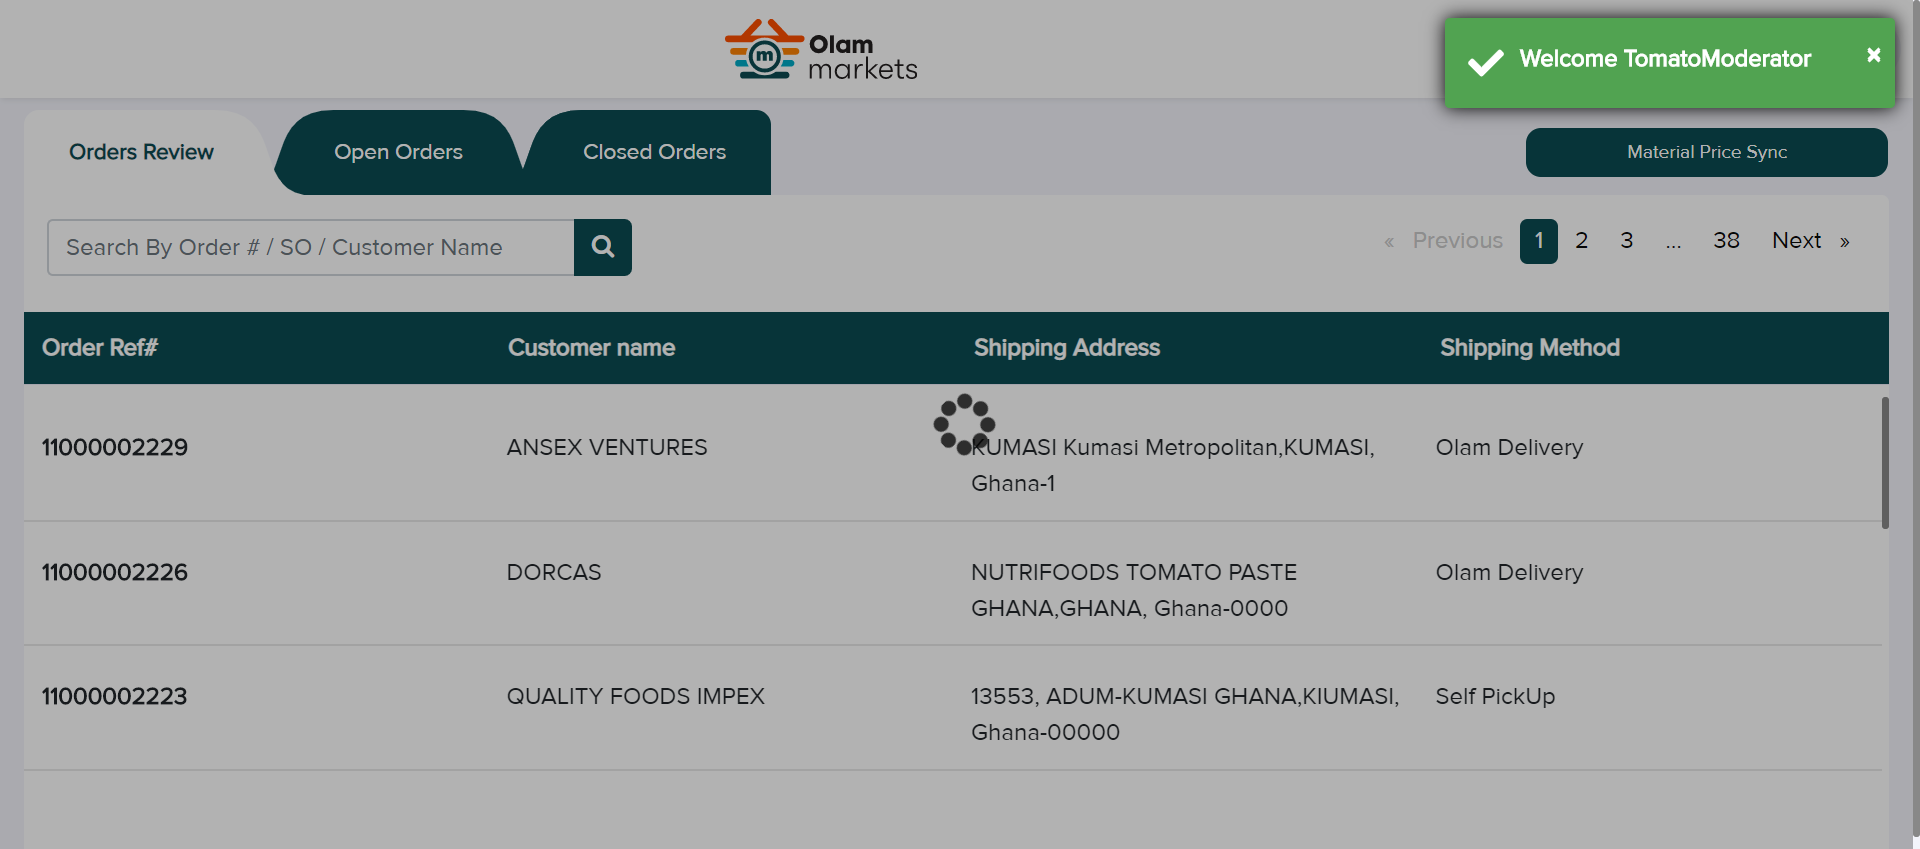 m
Olam
markets
Welcome TomatoModerator
×
Orders Review
Open Orders
Closed Orders
Material Price Sync
Search By Order # / SO / Customer Name
« Previous 1 2 3 ... 38 Next »
Order Ref# Customer name Shipping Address Shipping Method
11000002229 ANSEX VENTURES KUMASI Kumasi Metropolitan,KUMASI, Olam Delivery
Ghana-1
11000002226 DORCAS NUTRIFOODS TOMATO PASTE Olam Delivery
GHANA,GHANA, Ghana-0000
11000002223 QUALITY FOODS IMPEX 13553, ADUM-KUMASI GHANA,KIUMASI, Self PickUp
Ghana-00000